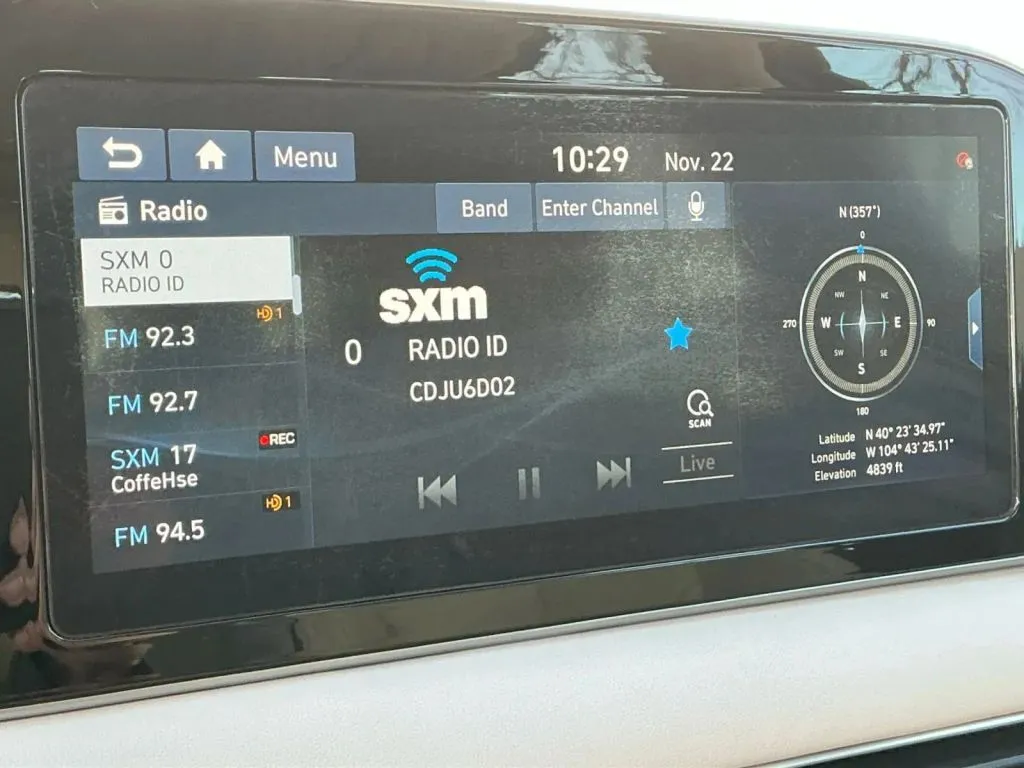 Menu
10:29 Nov. 22
Radio
Band
Enter Channel
SXM 0
RADIO ID
HD 1
FM 92.3
FM 92.7
REC
SXM 17
CoffeHse
HD 1
FM 94.5
sxm
0 RADIO ID
CDJU6D02
SCAN
Live
N (357°)
0
N
NW NE
270 W E 90
SW SE
S
180
Latitude N 40° 23' 34.97"
Longitude W 104° 43' 25.11"
Elevation 4839 ft